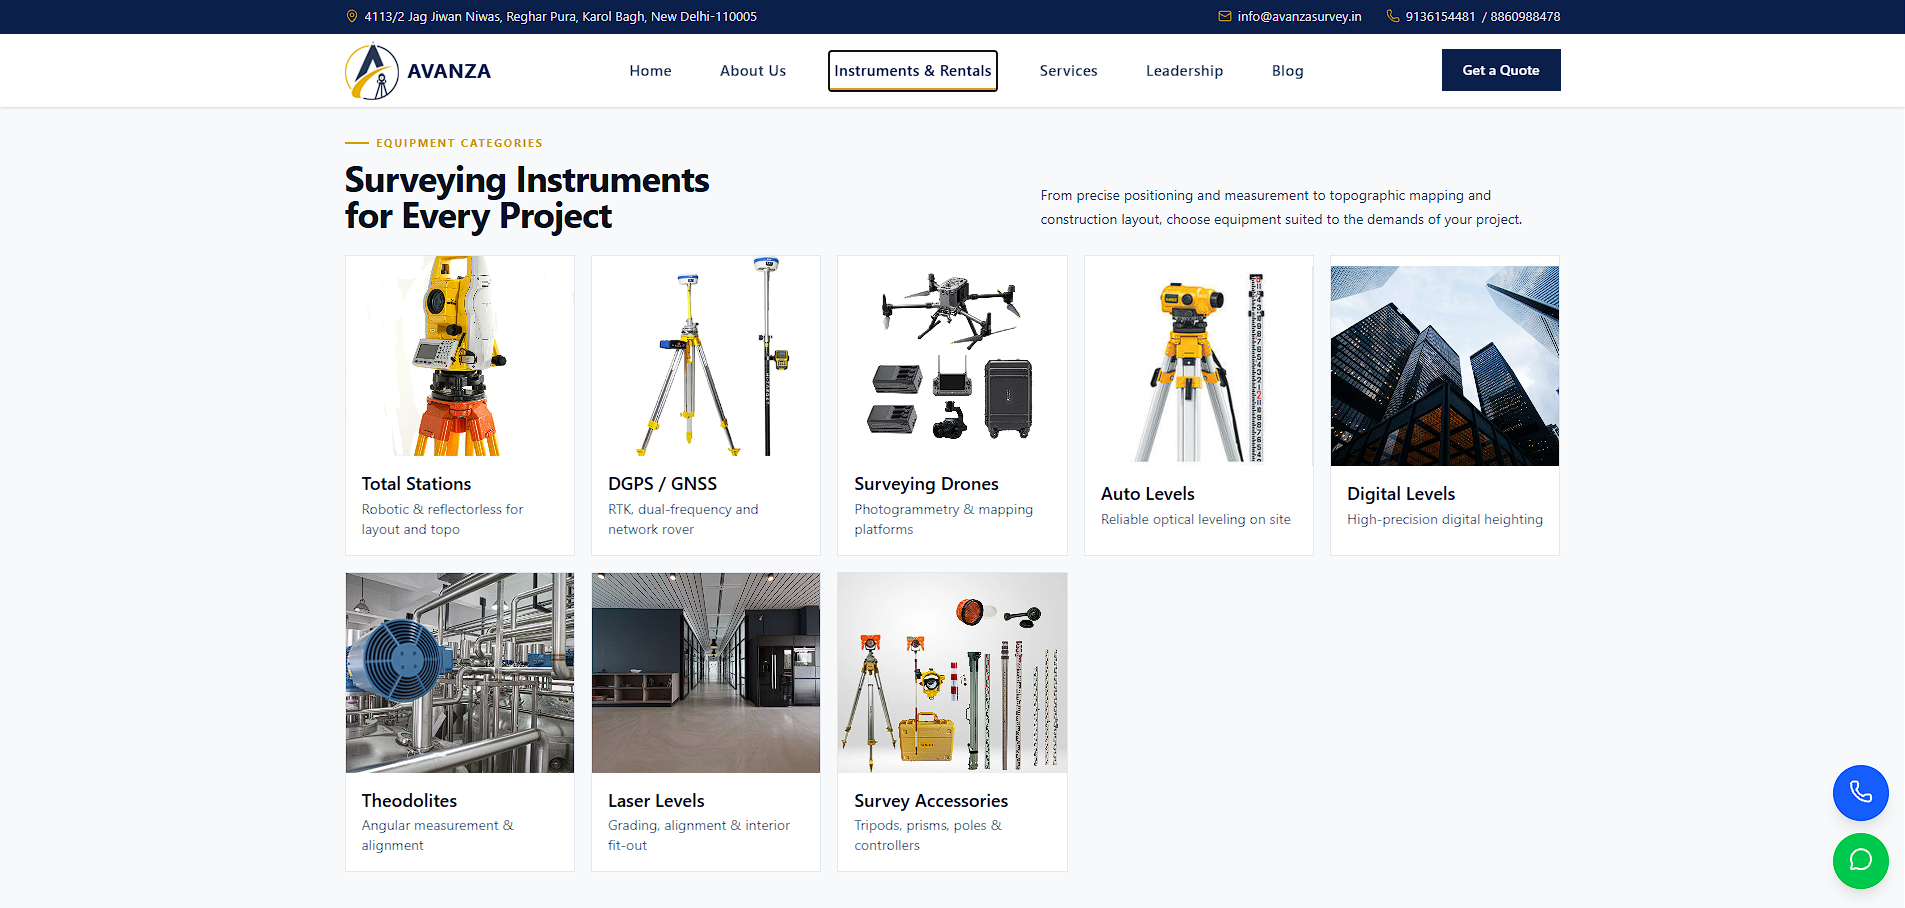 4113/2 Jag Jiwan Niwas, Reghar Pura, Karol Bagh, New Delhi-110005
info@avanzasurvey.in
9136154481 / 8860988478
AVANZA
Home
About Us
Instruments & Rentals
Services
Leadership
Blog
Get a Quote
EQUIPMENT CATEGORIES
Surveying Instruments
for Every Project
From precise positioning and measurement to topographic mapping and
construction layout, choose equipment suited to the demands of your project.
Total Stations
Robotic & reflectorless for
layout and topo
DGPS / GNSS
RTK, dual-frequency and
network rover
Surveying Drones
Photogrammetry & mapping
platforms
Auto Levels
Reliable optical leveling on site
Digital Levels
High-precision digital heighting
Theodolites
Angular measurement &
alignment
Laser Levels
Grading, alignment & interior
fit-out
Survey Accessories
Tripods, prisms, poles &
controllers